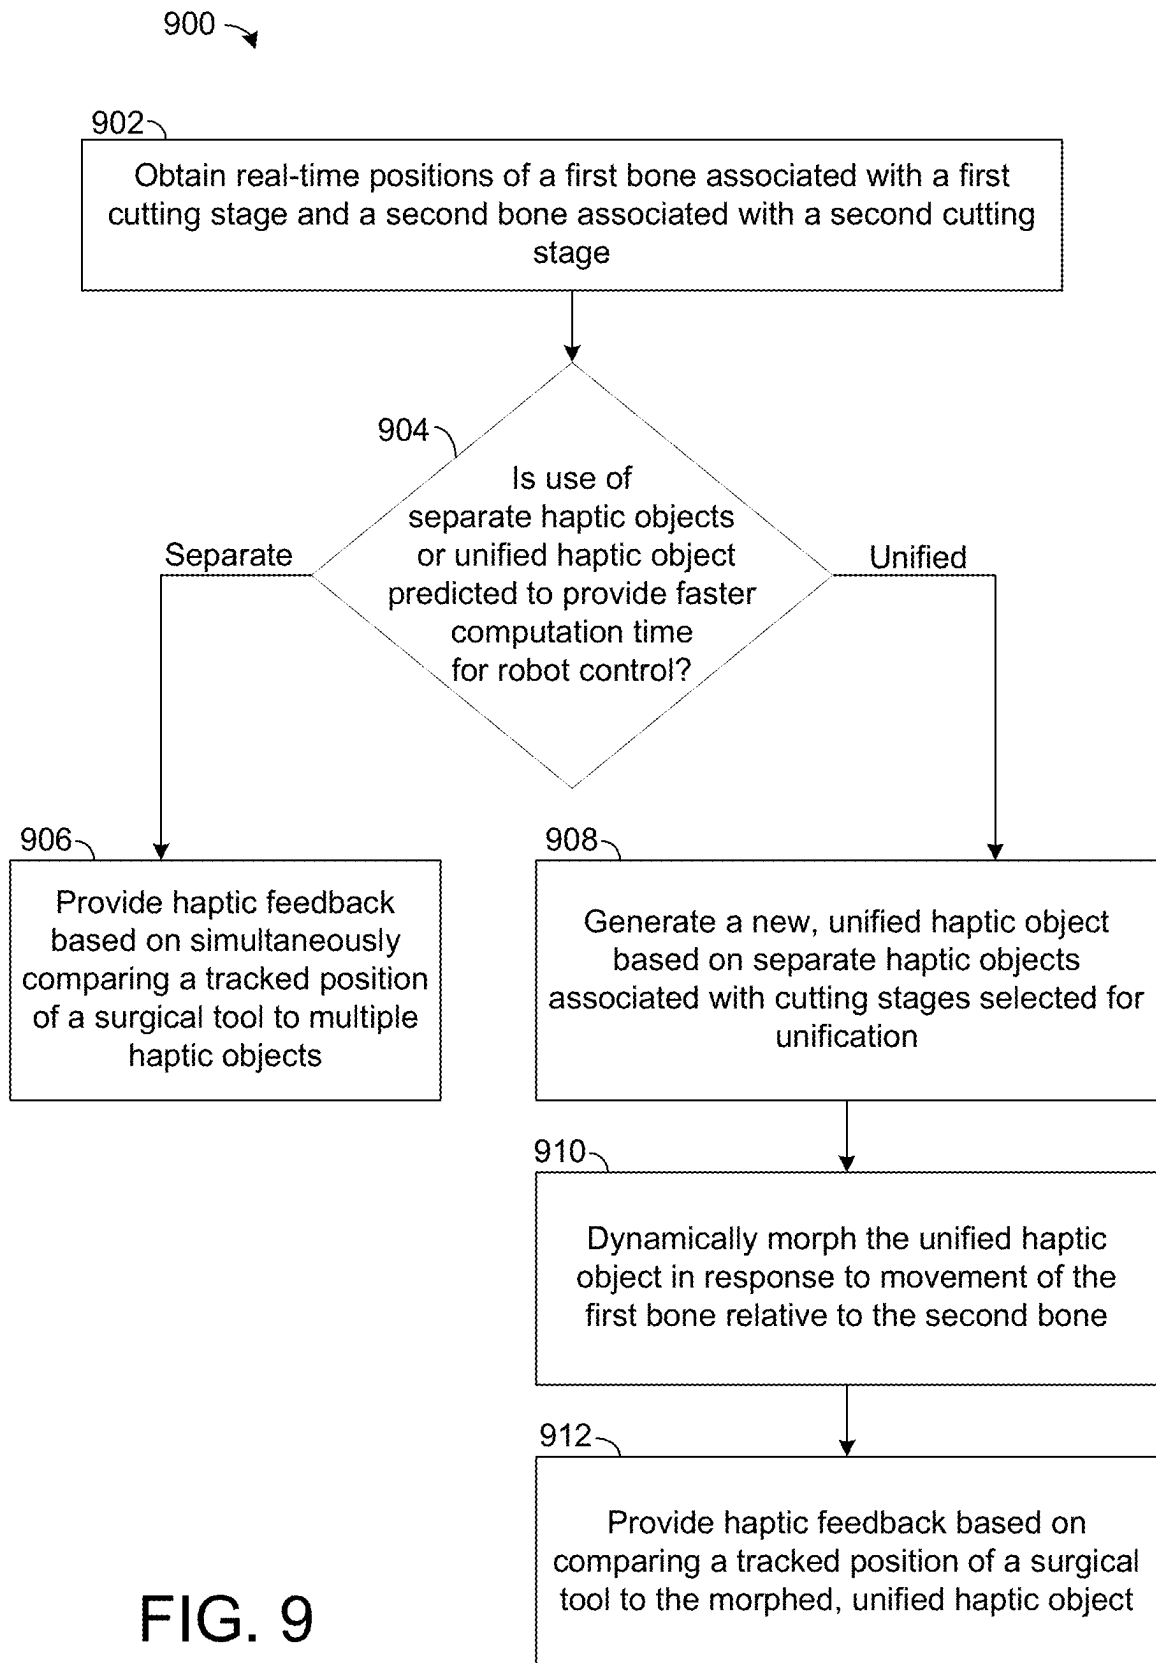 900
902
Obtain real-time positions of a first bone associated with a first
cutting stage and a second bone associated with a second cutting
stage
904
Is use of
separate haptic objects
or unified haptic object
predicted to provide faster
computation time
for robot control?
Separate
Unified
906
Provide haptic feedback
based on simultaneously
comparing a tracked position
of a surgical tool to multiple
haptic objects
908
Generate a new, unified haptic object
based on separate haptic objects
associated with cutting stages selected for
unification
910
Dynamically morph the unified haptic
object in response to movement of the
first bone relative to the second bone
912
Provide haptic feedback based on
comparing a tracked position of a surgical
tool to the morphed, unified haptic object
FIG. 9